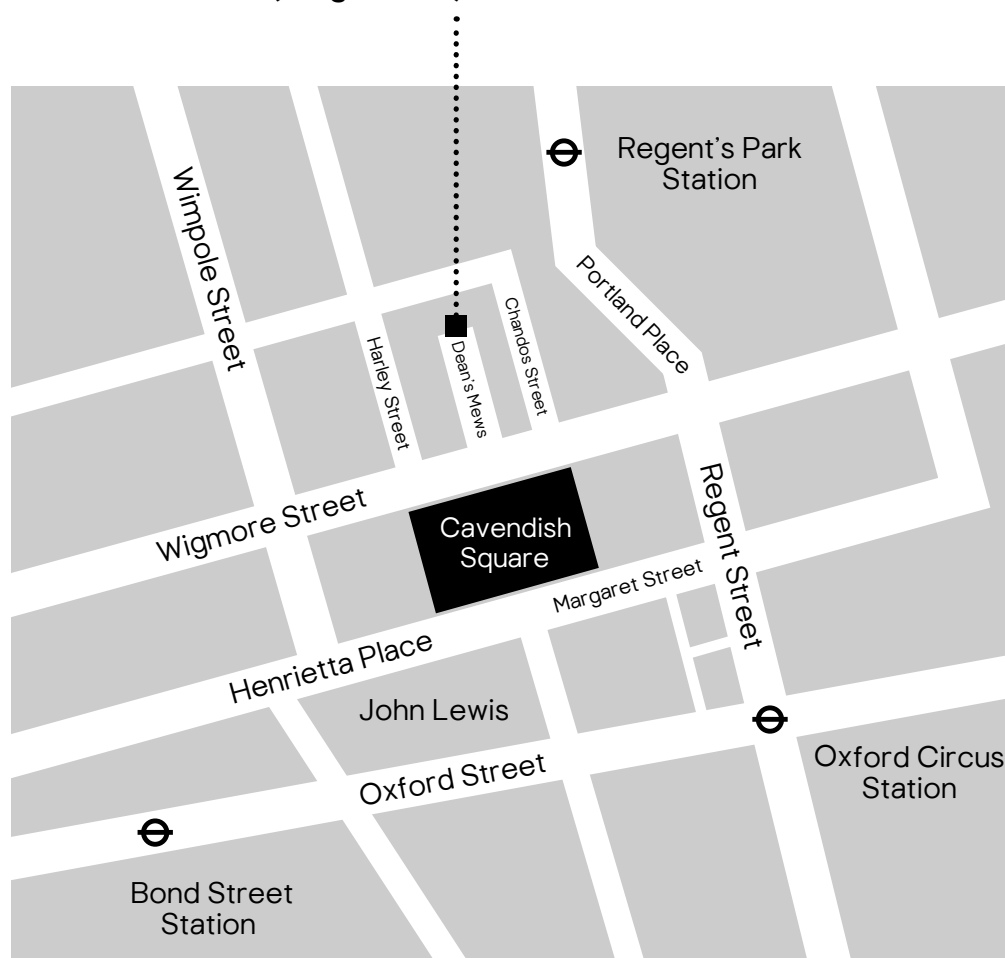 Regent's Park
Station
Wimpole Street
Portland Place
Chandos Street
Harley Street
Dean's Mews
Wigmore Street
Regent Street
Cavendish
Square
Margaret Street
Henrietta Place
John Lewis
Oxford Street
Oxford Circus
Station
Bond Street
Station